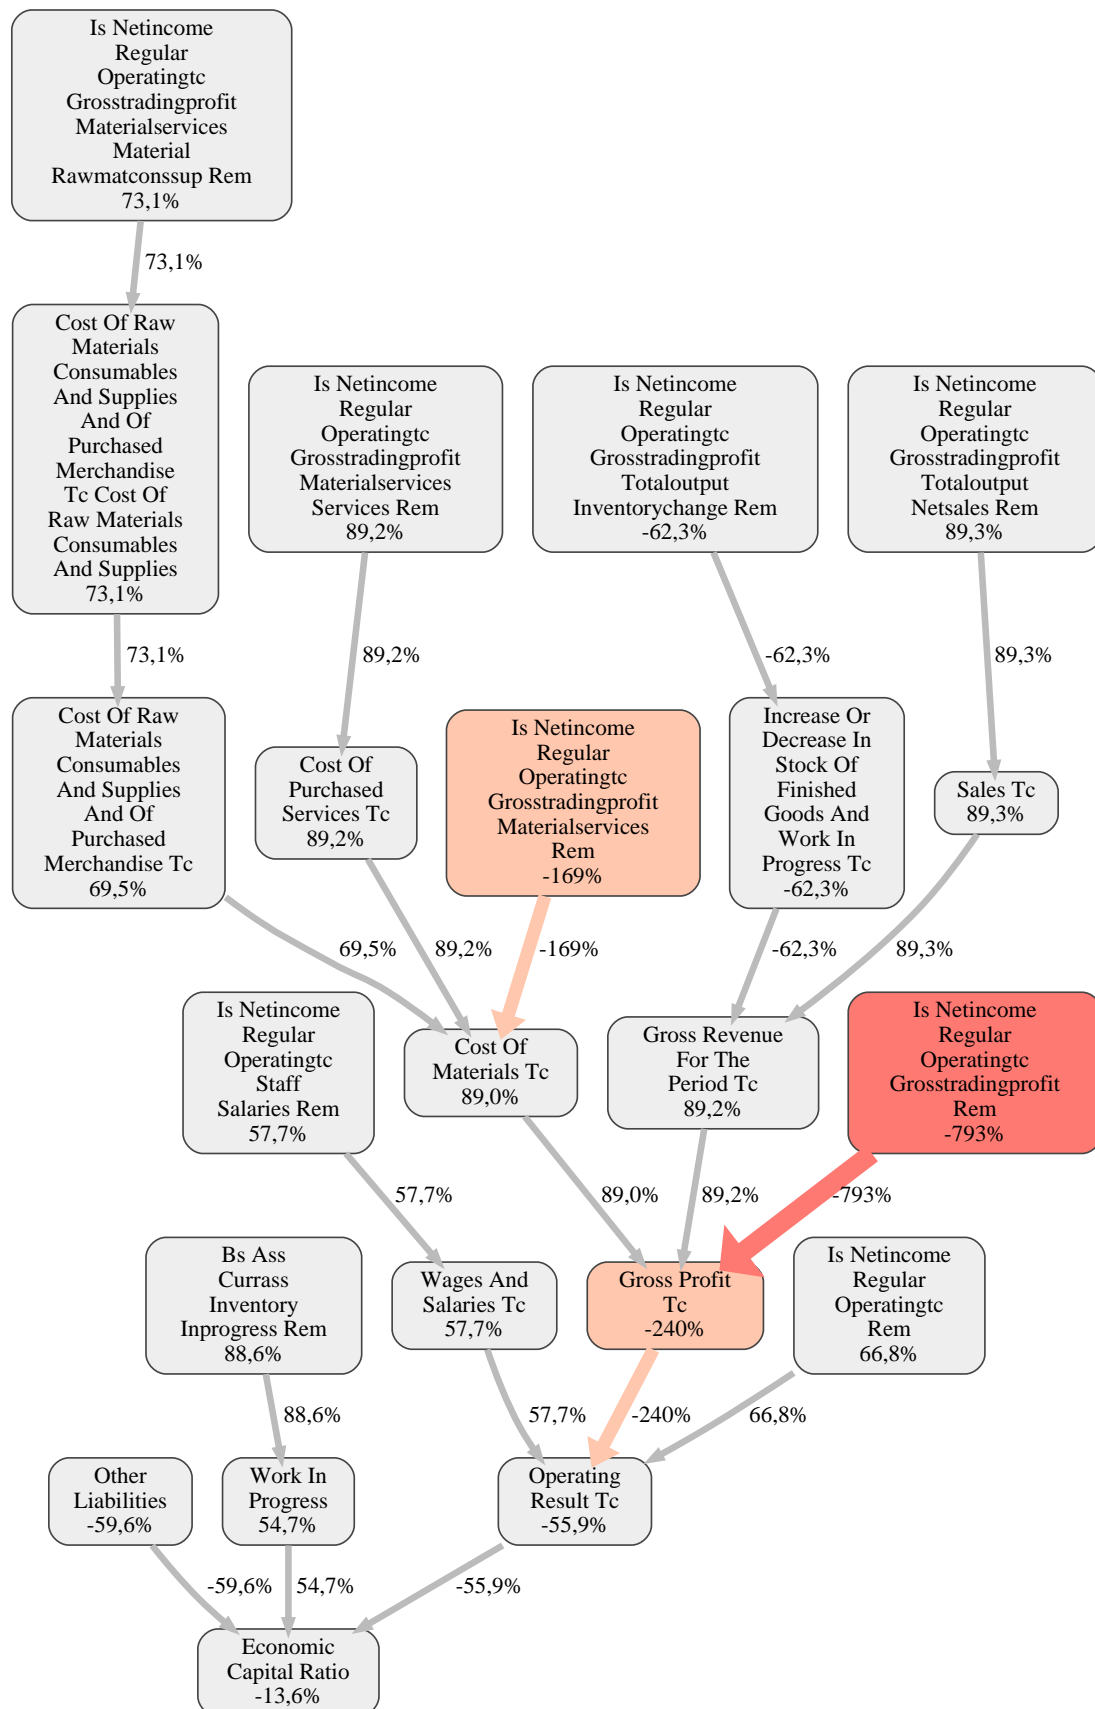 Is Netincome
Regular
Operatingtc
Grosstradingprofit
Materialservices
Material
Rawmatconssup Rem
73,1%
73,1%
Cost Of Raw
Materials
Consumables
And Supplies
And Of
Purchased
Merchandise
Tc Cost Of
Raw Materials
Consumables
And Supplies
73,1%
Is Netincome
Regular
Operatingtc
Grosstradingprofit
Materialservices
Services Rem
89,2%
Is Netincome
Regular
Operatingtc
Grosstradingprofit
Totaloutput
Inventorychange Rem
-62,3%
Is Netincome
Regular
Operatingtc
Grosstradingprofit
Totaloutput
Netsales Rem
89,3%
73,1%
89,2%
-62,3%
89,3%
Cost Of Raw
Materials
Consumables
And Supplies
And Of
Purchased
Merchandise Tc
69,5%
Cost Of
Purchased
Services Tc
89,2%
Is Netincome
Regular
Operatingtc
Grosstradingprofit
Materialservices
Rem
-169%
Increase Or
Decrease In
Stock Of
Finished
Goods And
Work In
Progress Tc
-62,3%
Sales Tc
89,3%
69,5%
89,2%
-169%
-62,3%
89,3%
Is Netincome
Regular
Operatingtc
Staff
Salaries Rem
57,7%
Cost Of
Materials Tc
89,0%
Gross Revenue
For The
Period Tc
89,2%
Is Netincome
Regular
Operatingtc
Grosstradingprofit
Rem
-793%
57,7%
89,0%
89,2%
-793%
Bs Ass
Currass
Inventory
Inprogress Rem
88,6%
Wages And
Salaries Tc
57,7%
Gross Profit
Tc
-240%
Is Netincome
Regular
Operatingtc
Rem
66,8%
88,6%
57,7%
-240%
66,8%
Other
Liabilities
-59,6%
Work In
Progress
54,7%
Operating
Result Tc
-55,9%
-59,6%
54,7%
-55,9%
Economic
Capital Ratio
-13,6%